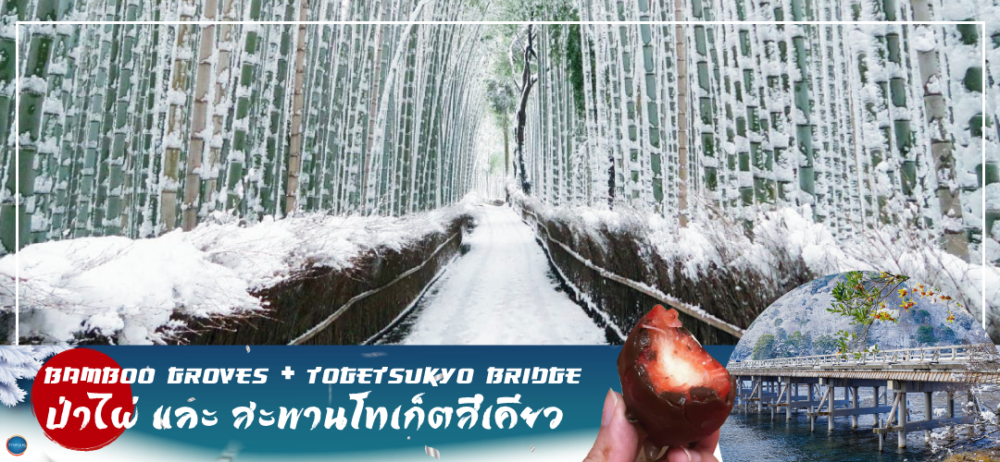 BAMBOO GROVES + TOGETSUKYO BRIDGE
ป่าไผ่ และ สะพานโทเก็ตสึเคียว